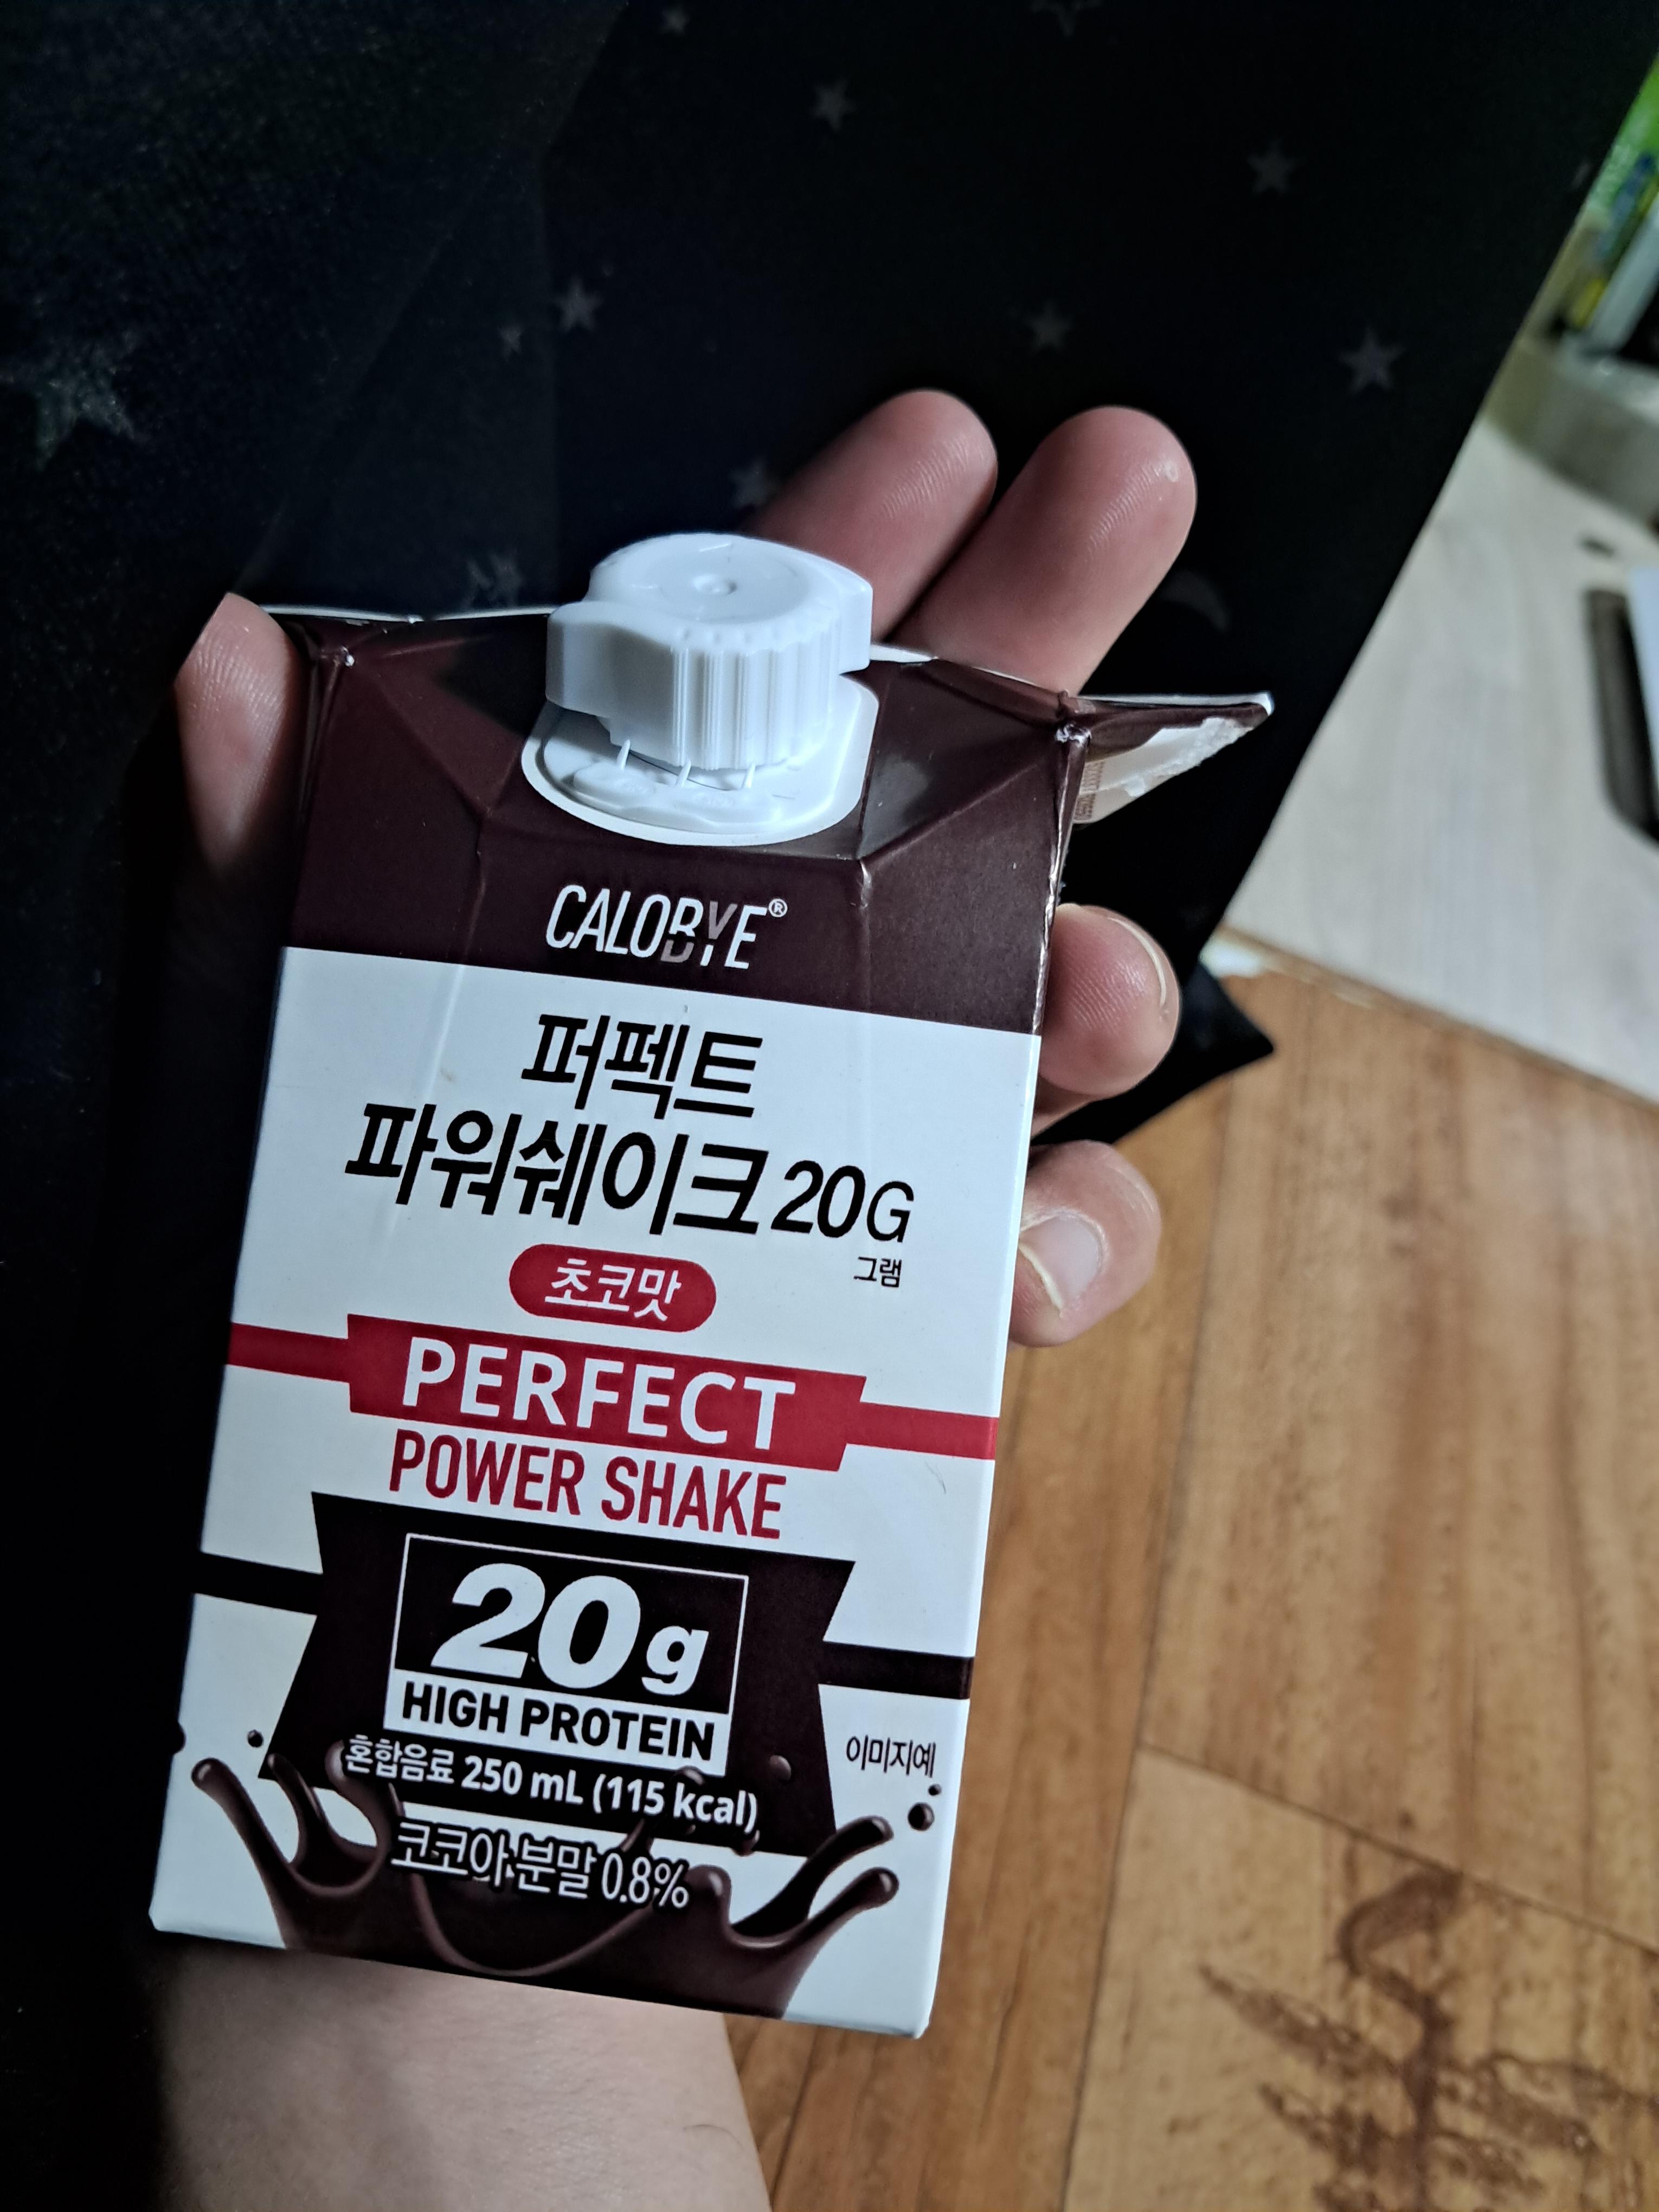 CALOBYE®
퍼펙트
파워쉐이크 20G
그램
초코맛
PERFECT
POWER SHAKE
20g
HIGH PROTEIN
이미지예
혼합음료 250 mL (115 kcal)
코코아분말 0.8%